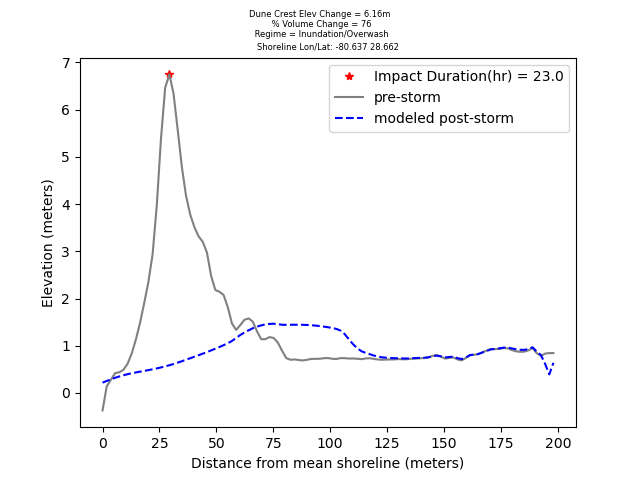 Dune Crest Elev Change = 6.16m
% Volume Change = 76
Regime = Inundation/Overwash
Shoreline Lon/Lat: -80.637 28.662
Impact Duration(hr) = 23.0
pre-storm
modeled post-storm
Elevation (meters)
7
6
5
4
3
2
1
0
0 25 50 75 100 125 150 175 200
Distance from mean shoreline (meters)